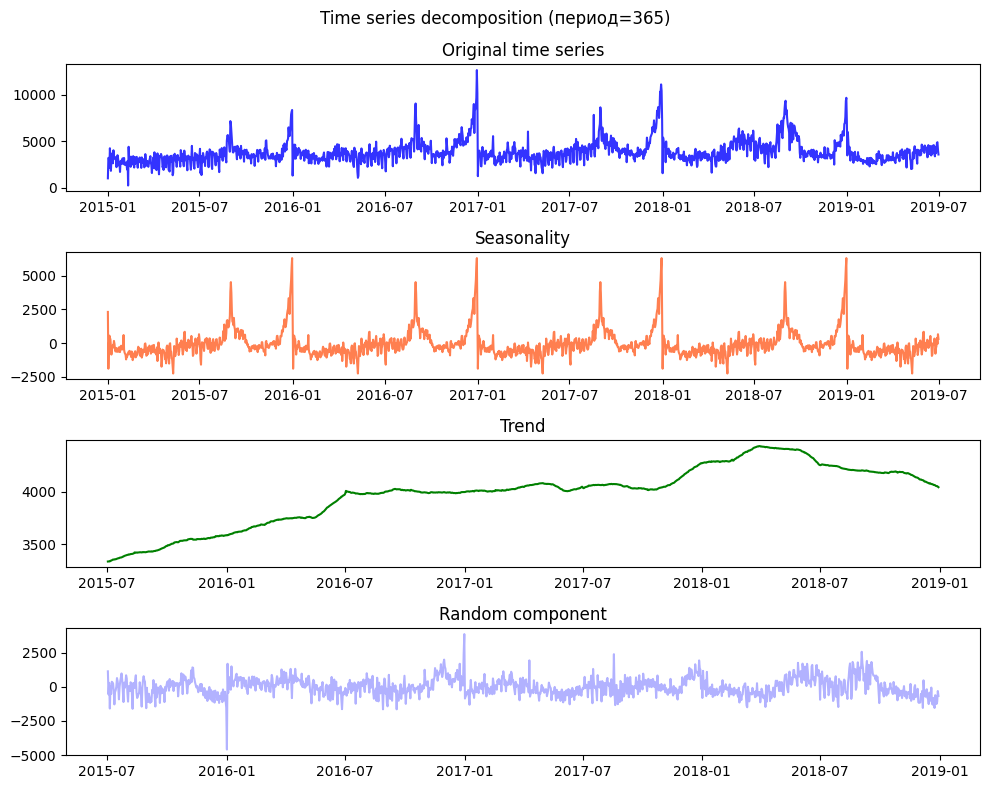 Time series decomposition (период=365)
Original time series
10000
5000
0
2015-01 2015-07 2016-01 2016-07 2017-01 2017-07 2018-01 2018-07 2019-01 2019-07
Seasonality
5000
2500
0
−2500
2015-01 2015-07 2016-01 2016-07 2017-01 2017-07 2018-01 2018-07 2019-01 2019-07
Trend
4000
3500
2015-07 2016-01 2016-07 2017-01 2017-07 2018-01 2018-07 2019-01
Random component
2500
0
−2500
−5000
2015-07 2016-01 2016-07 2017-01 2017-07 2018-01 2018-07 2019-01